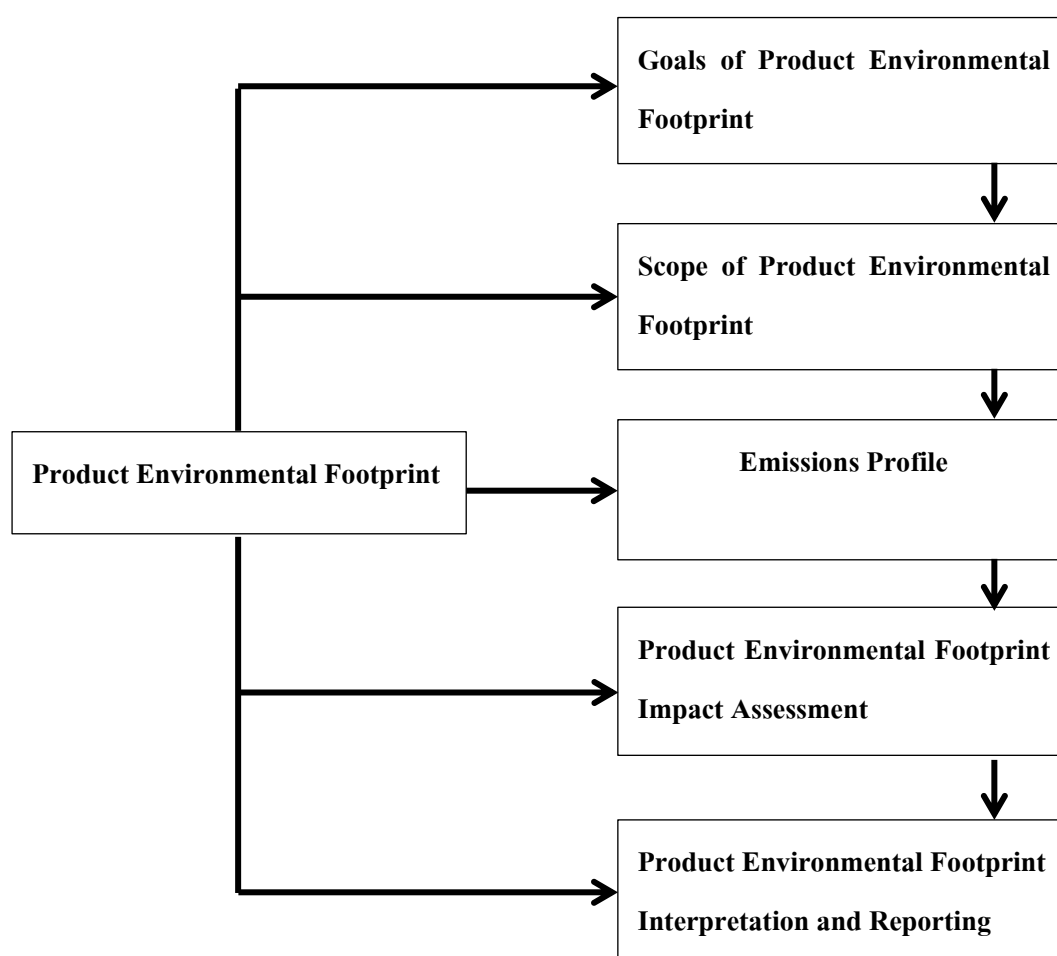 Goals of Product Environmental
Footprint
Scope of Product Environmental
Footprint
Product Environmental Footprint
Emissions Profile
Product Environmental Footprint
Impact Assessment
Product Environmental Footprint
Interpretation and Reporting